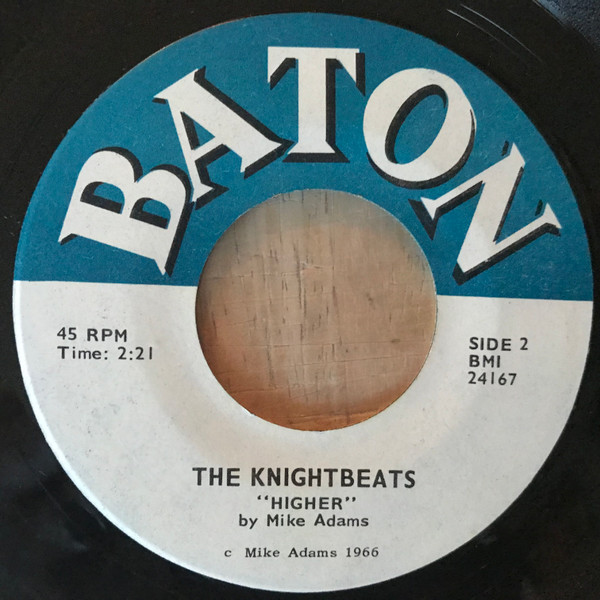 BATON
45 RPM
Time: 2:21
SIDE 2
BMI
24167
THE KNIGHTBEATS
"HIGHER"
by Mike Adams
c Mike Adams 1966